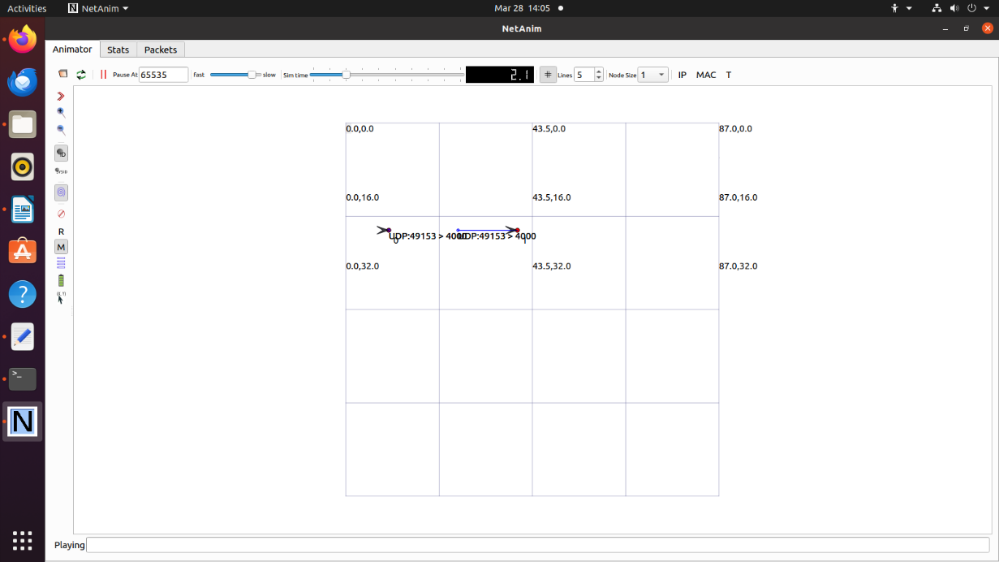 Activities NetAnim Mar 28 14:05
NetAnim
Animator Stats Packets
Pause At 65535 fast slow Sim time 2.1 Lines 5 Node Size 1 IP MAC T
0.0,0.0 43.5,0.0 87.0,0.0
SYSID
0.0,16.0 43.5,16.0 87.0,16.0
R
UDP:49153 > 4000 UDP:49153 > 4000
0 1
M
0.0,32.0 43.5,32.0 87.0,32.0
(X,Y)
Playing